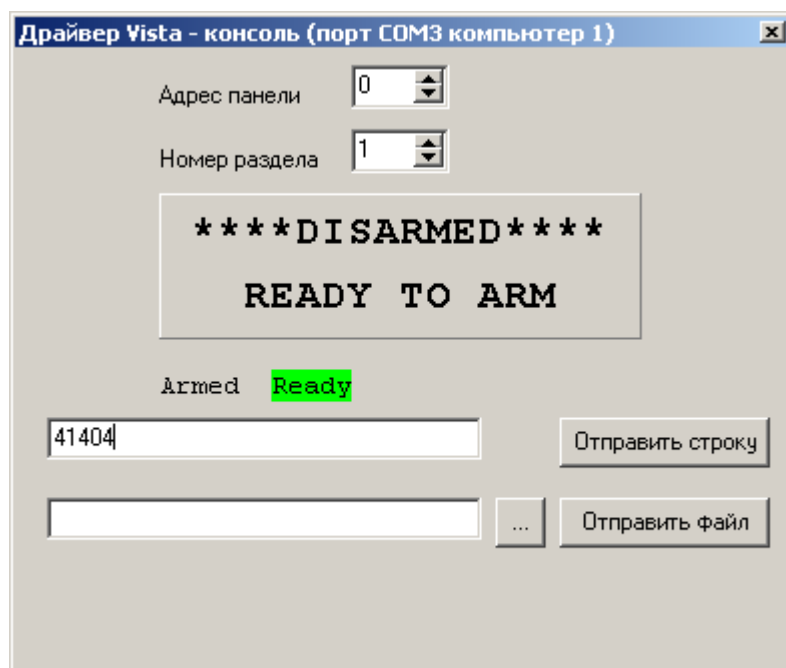 Драйвер Vista - консоль (порт COM3 компьютер 1)
Адрес панели 0
Номер раздела 1
****DISARMED****
READY TO ARM
Armed Ready
41404 Отправить строку
... Отправить файл